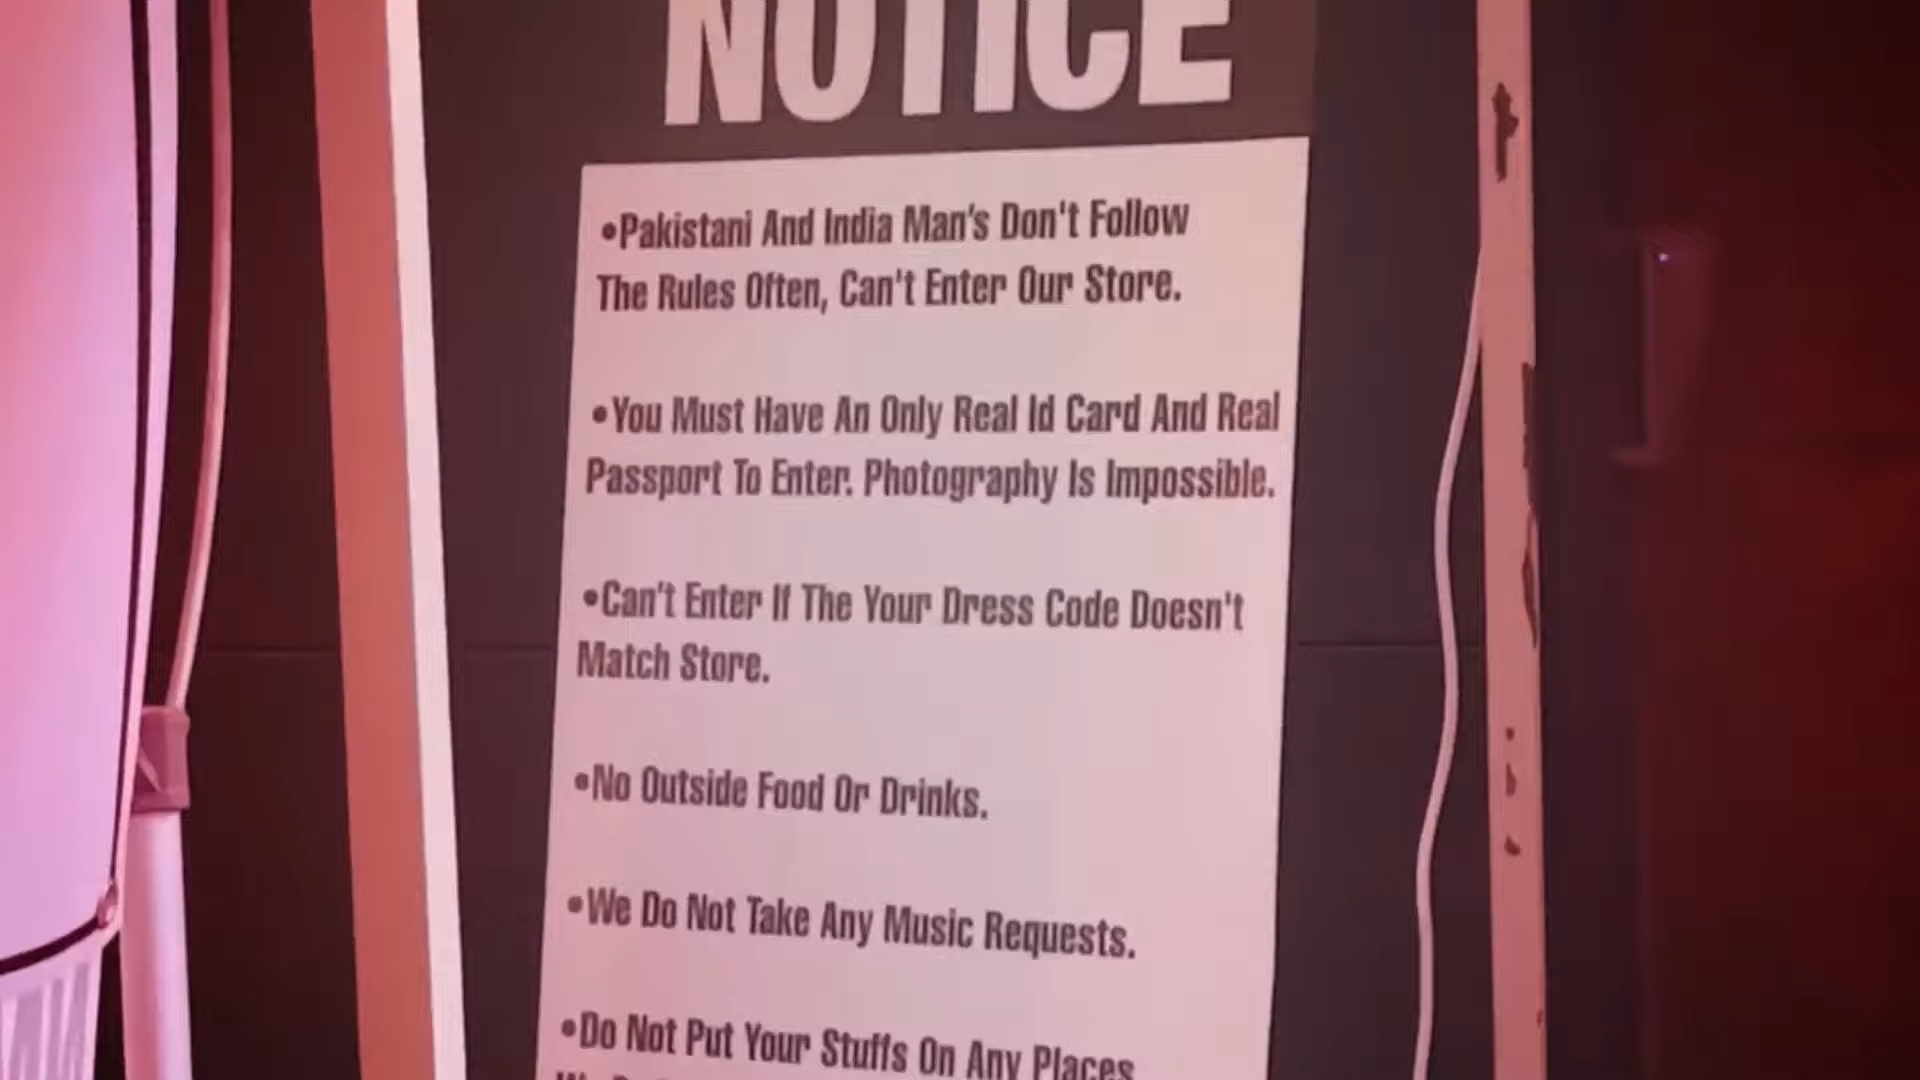 NOTICE
•Pakistani And India Man's Don't Follow
The Rules Often, Can't Enter Our Store.
•You Must Have An Only Real Id Card And Real
Passport To Enter. Photography Is Impossible.
•Can't Enter If The Your Dress Code Doesn't
Match Store.
•No Outside Food Or Drinks.
•We Do Not Take Any Music Requests.
•Do Not Put Your Stuffs On Any Places